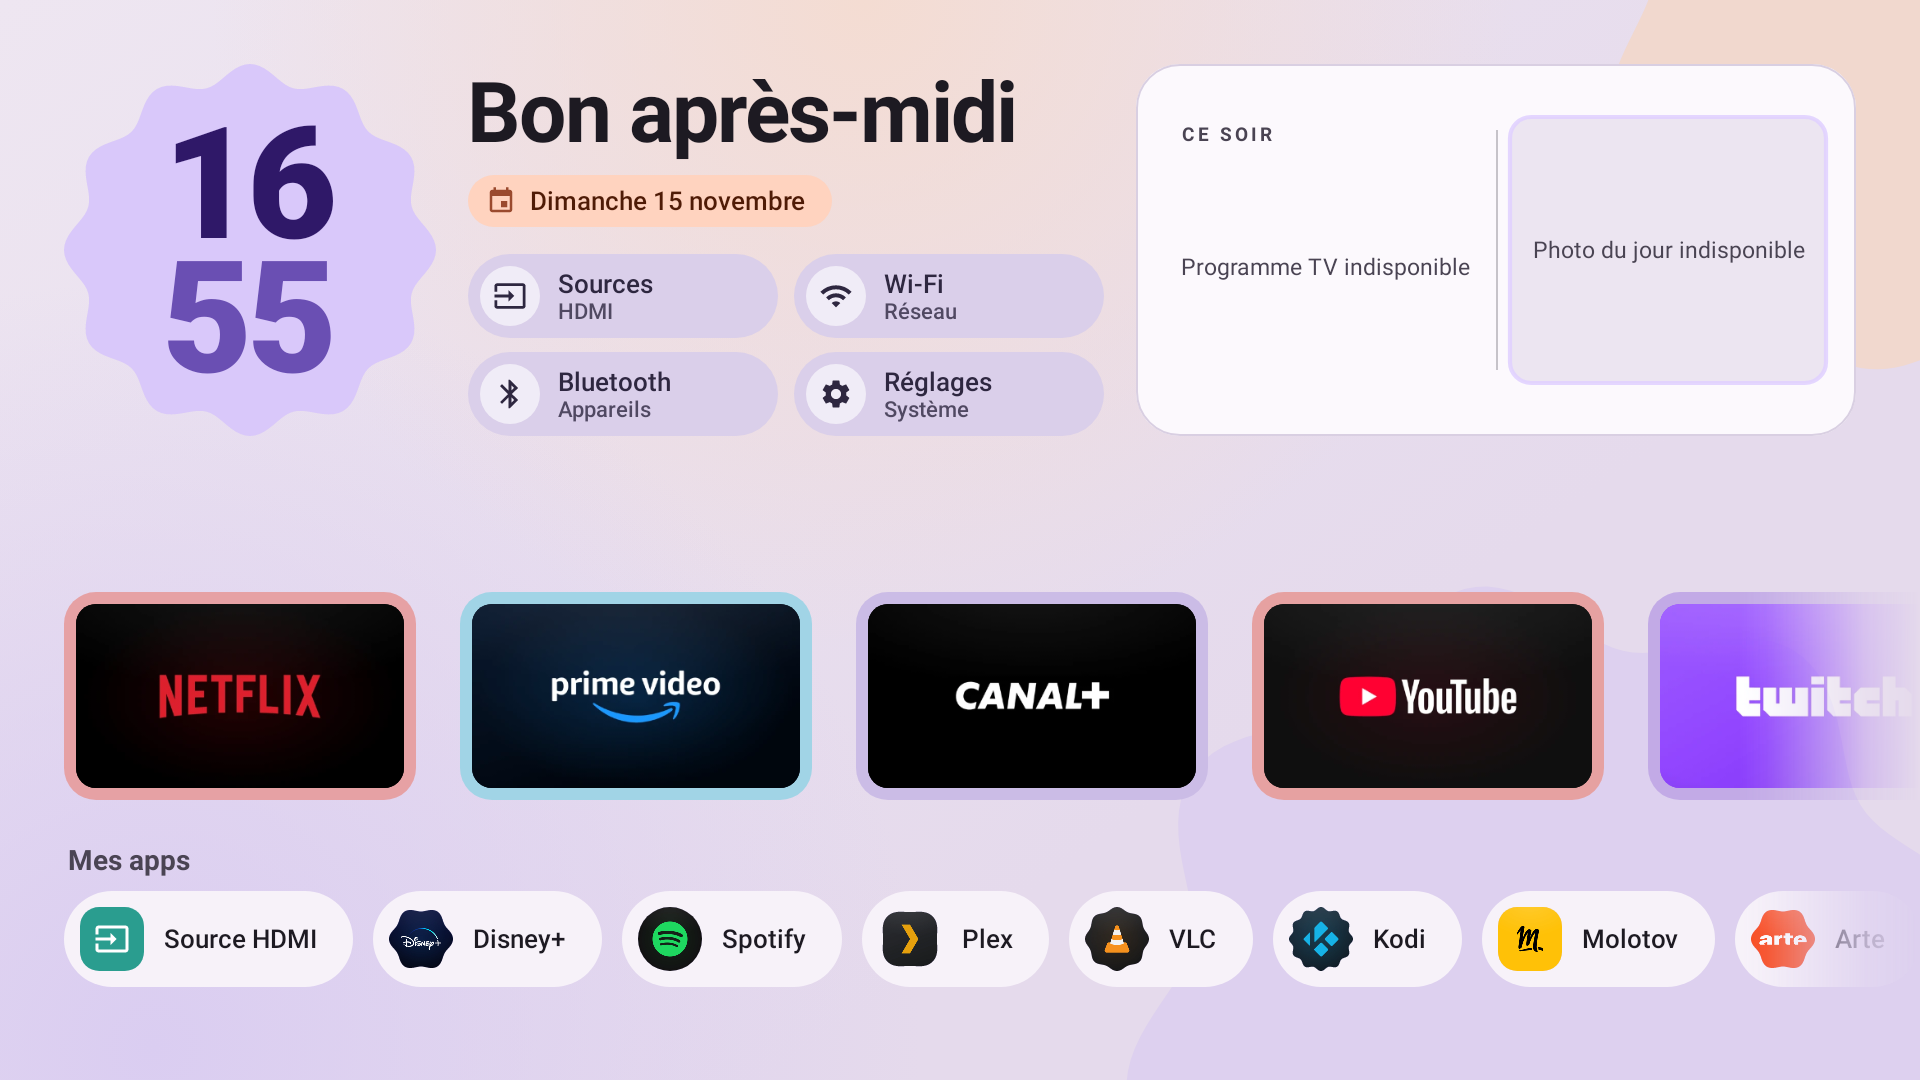 16
55
Bon après-midi
Dimanche 15 novembre
Sources
HDMI
Wi-Fi
Réseau
Bluetooth
Appareils
Réglages
Système
CE SOIR
Programme TV indisponible
Photo du jour indisponible
NETFLIX
prime video
CANAL+
YouTube
twitch
Mes apps
Source HDMI
Disney+
Disney+
Spotify
Plex
VLC
Kodi
M.
Molotov
arte
Arte